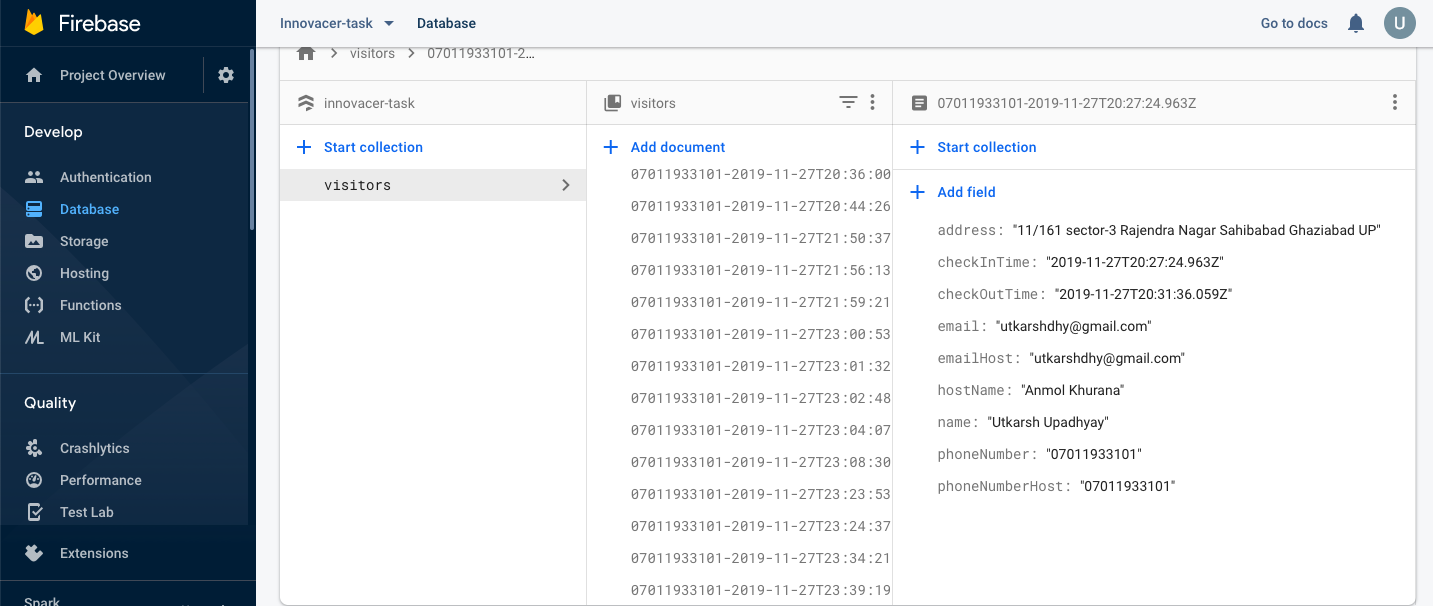 Firebase
Project Overview
Develop
Authentication
Database
Storage
Hosting
Functions
ML Kit
Quality
Crashlytics
Performance
Test Lab
Extensions
Spark
Innovacer-task Database Go to docs U
visitors 07011933101-2...
innovacer-task
Start collection
visitors
visitors
Add document
07011933101-2019-11-27T20:36:00
07011933101-2019-11-27T20:44:26
07011933101-2019-11-27T21:50:37
07011933101-2019-11-27T21:56:13
07011933101-2019-11-27T21:59:21
07011933101-2019-11-27T23:00:53
07011933101-2019-11-27T23:01:32
07011933101-2019-11-27T23:02:48
07011933101-2019-11-27T23:04:07
07011933101-2019-11-27T23:08:30
07011933101-2019-11-27T23:23:53
07011933101-2019-11-27T23:24:37
07011933101-2019-11-27T23:34:21
07011933101-2019-11-27T23:39:19
07011933101-2019-11-27T20:27:24.963Z
Start collection
Add field
address: "11/161 sector-3 Rajendra Nagar Sahibabad Ghaziabad UP"
checkInTime: "2019-11-27T20:27:24.963Z"
checkOutTime: "2019-11-27T20:31:36.059Z"
email: "utkarshdhy@gmail.com"
emailHost: "utkarshdhy@gmail.com"
hostName: "Anmol Khurana"
name: "Utkarsh Upadhyay"
phoneNumber: "07011933101"
phoneNumberHost: "07011933101"